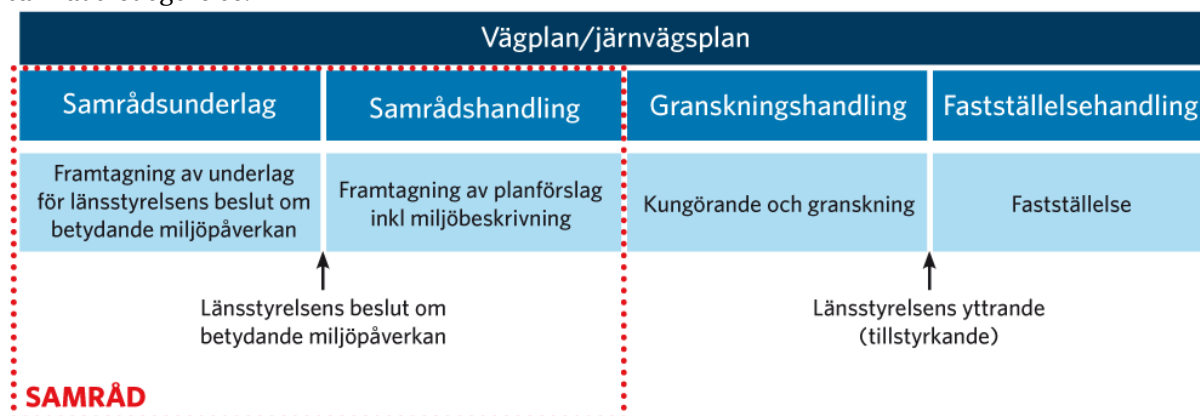 Vägplan/järnvägsplan
Samrådsunderlag
Samrådshandling
Granskningshandling
Fastställelsehandling
Framtagning av underlag
för länsstyrelsens beslut om
betydande miljöpåverkan
Framtagning av planförslag
inkl miljöbeskrivning
Kungörande och granskning
Fastställelse
Länsstyrelsens beslut om
betydande miljöpåverkan
Länsstyrelsens yttrande
(tillstyrkande)
SAMRÅD